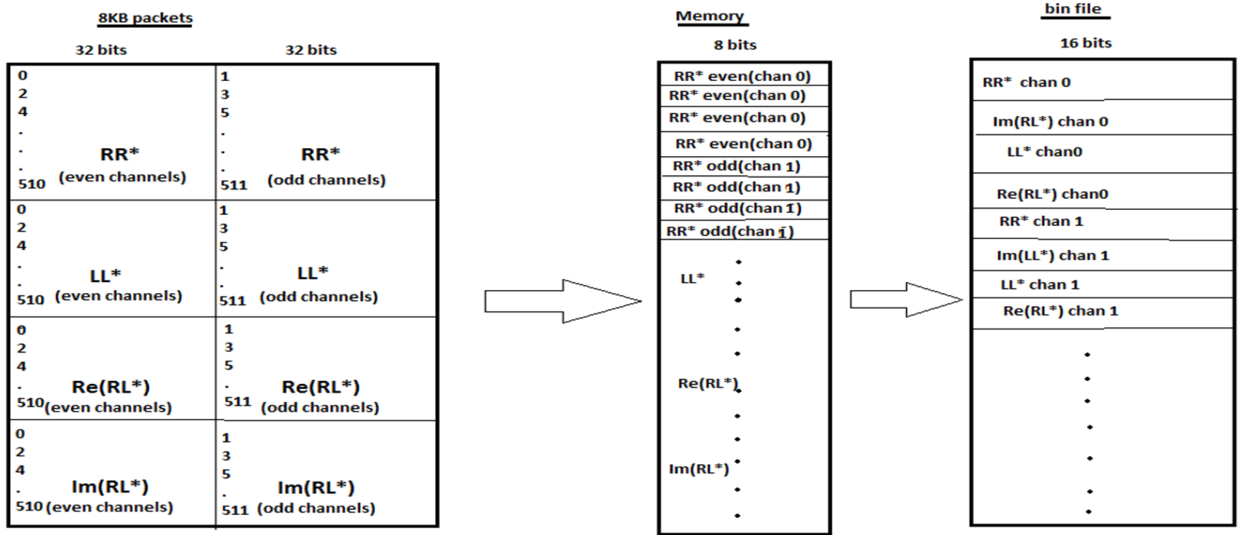 8KB packets
32 bits
32 bits
0
2
4
.
.
.
510
RR*
(even channels)
1
3
5
.
.
.
511
RR*
(odd channels)
0
2
4
.
.
510
LL*
(even channels)
1
3
5
.
.
511
LL*
(odd channels)
0
2
4
.
510
Re(RL*)
(even channels)
1
3
5
.
511
Re(RL*)
(odd channels)
0
2
4
.
510
Im(RL*)
(even channels)
1
3
5
.
511
Im(RL*)
(odd channels)
Memory
8 bits
RR* even(chan 0)
RR* even(chan 0)
RR* even(chan 0)
RR* even(chan 0)
RR* odd(chan 1)
RR* odd(chan 1)
RR* odd(chan 1)
RR* odd(chan 1)
LL*
Re(RL*)
Im(RL*)
bin file
16 bits
RR* chan 0
Im(RL*) chan 0
LL* chan0
Re(RL*) chan0
RR* chan 1
Im(LL*) chan 1
LL* chan 1
Re(RL*) chan 1